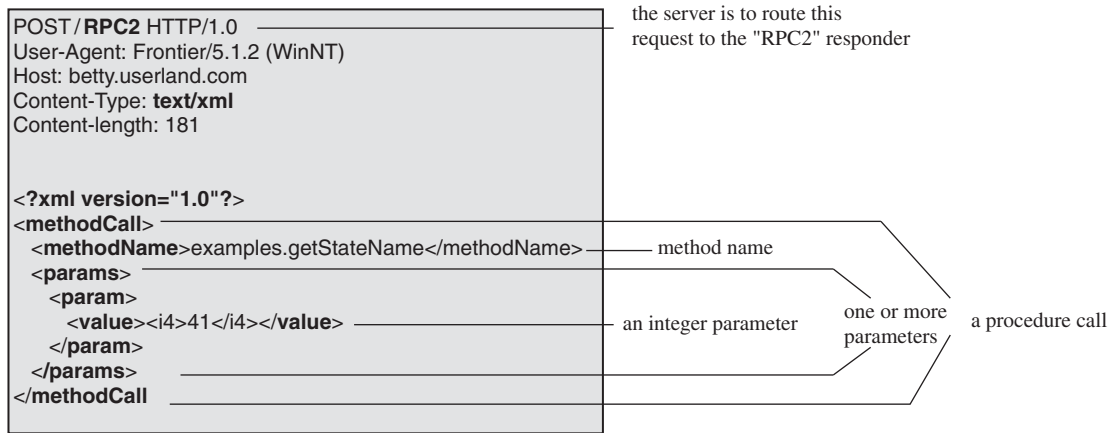 POST / RPC2 HTTP/1.0
User-Agent: Frontier/5.1.2 (WinNT)
Host: betty.userland.com
Content-Type: text/xml
Content-length: 181
<?xml version="1.0"?>
<methodCall>
<methodName>examples.getStateName</methodName>
<params>
<param>
<value><i4>41</i4></value>
</param>
</params>
</methodCall
the server is to route this
request to the "RPC2" responder
method name
an integer parameter
one or more
parameters
a procedure call